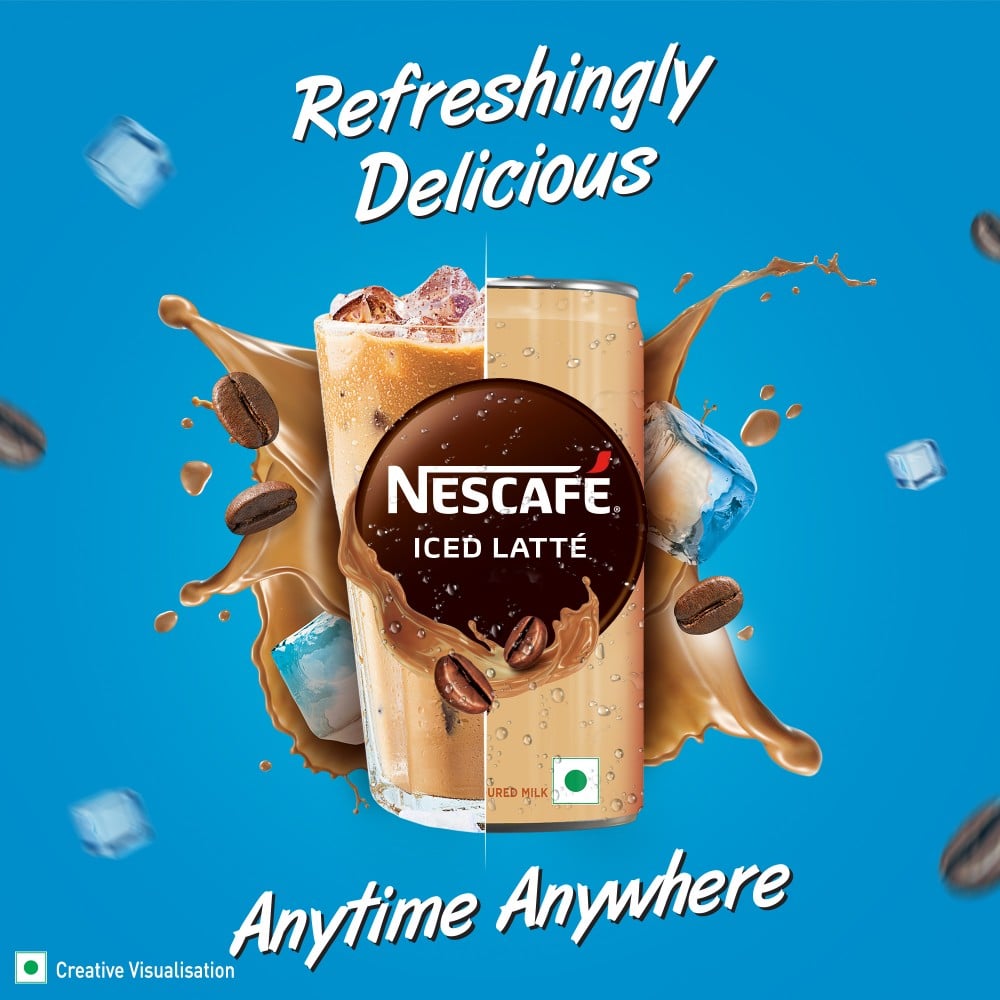 Refreshingly
Delicious
NESCAFÉ®
ICED LATTÉ
URED MILK
Anytime Anywhere
Creative Visualisation